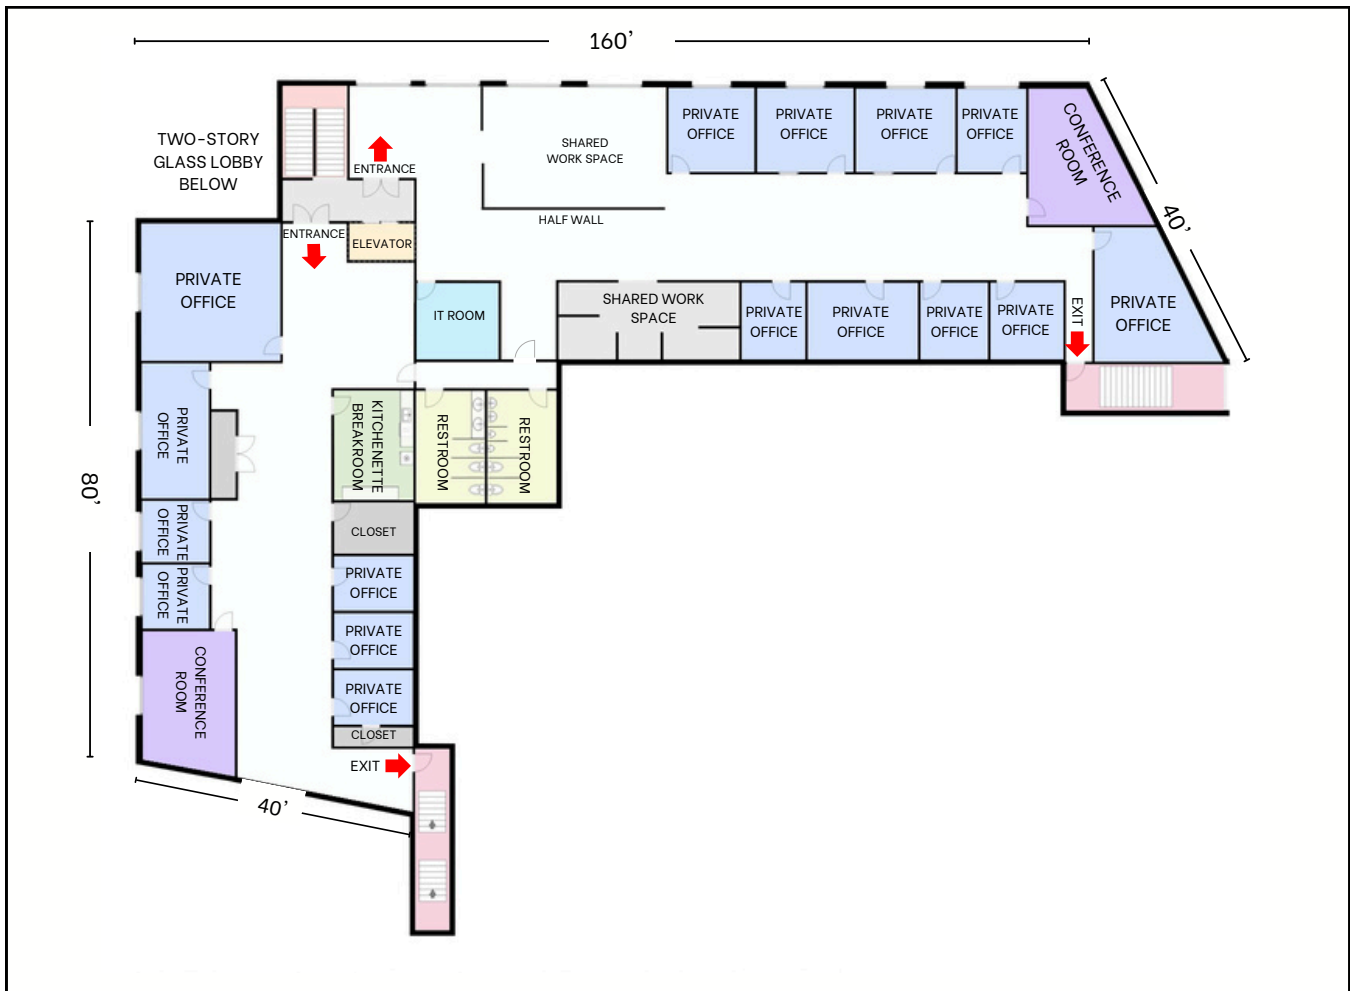 160’
TWO-STORY
GLASS LOBBY
BELOW
ENTRANCE
SHARED
WORK SPACE
PRIVATE
OFFICE
PRIVATE
OFFICE
PRIVATE
OFFICE
PRIVATE
OFFICE
CONFERENCE
ROOM
40’
HALF WALL
ENTRANCE
ELEVATOR
PRIVATE
OFFICE
IT ROOM
SHARED WORK
SPACE
PRIVATE
OFFICE
PRIVATE
OFFICE
PRIVATE
OFFICE
PRIVATE
OFFICE
EXIT
PRIVATE
OFFICE
80’
PRIVATE
OFFICE
KITCHENETTE
BREAKROOM
RESTROOM
RESTROOM
PRIVATE
OFFICE
CLOSET
PRIVATE
OFFICE
PRIVATE
OFFICE
PRIVATE
OFFICE
CONFERENCE
ROOM
PRIVATE
OFFICE
CLOSET
EXIT
40’